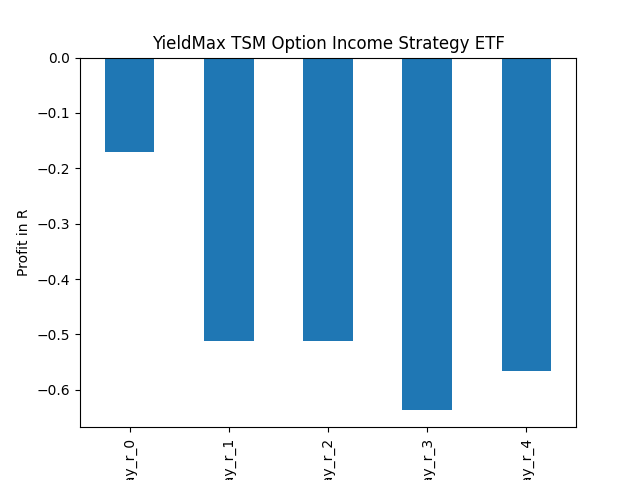 YieldMax TSM Option Income Strategy ETF
Profit in R
0.0
−0.1
−0.2
−0.3
−0.4
−0.5
−0.6
ay_r_0
ay_r_1
ay_r_2
ay_r_3
ay_r_4